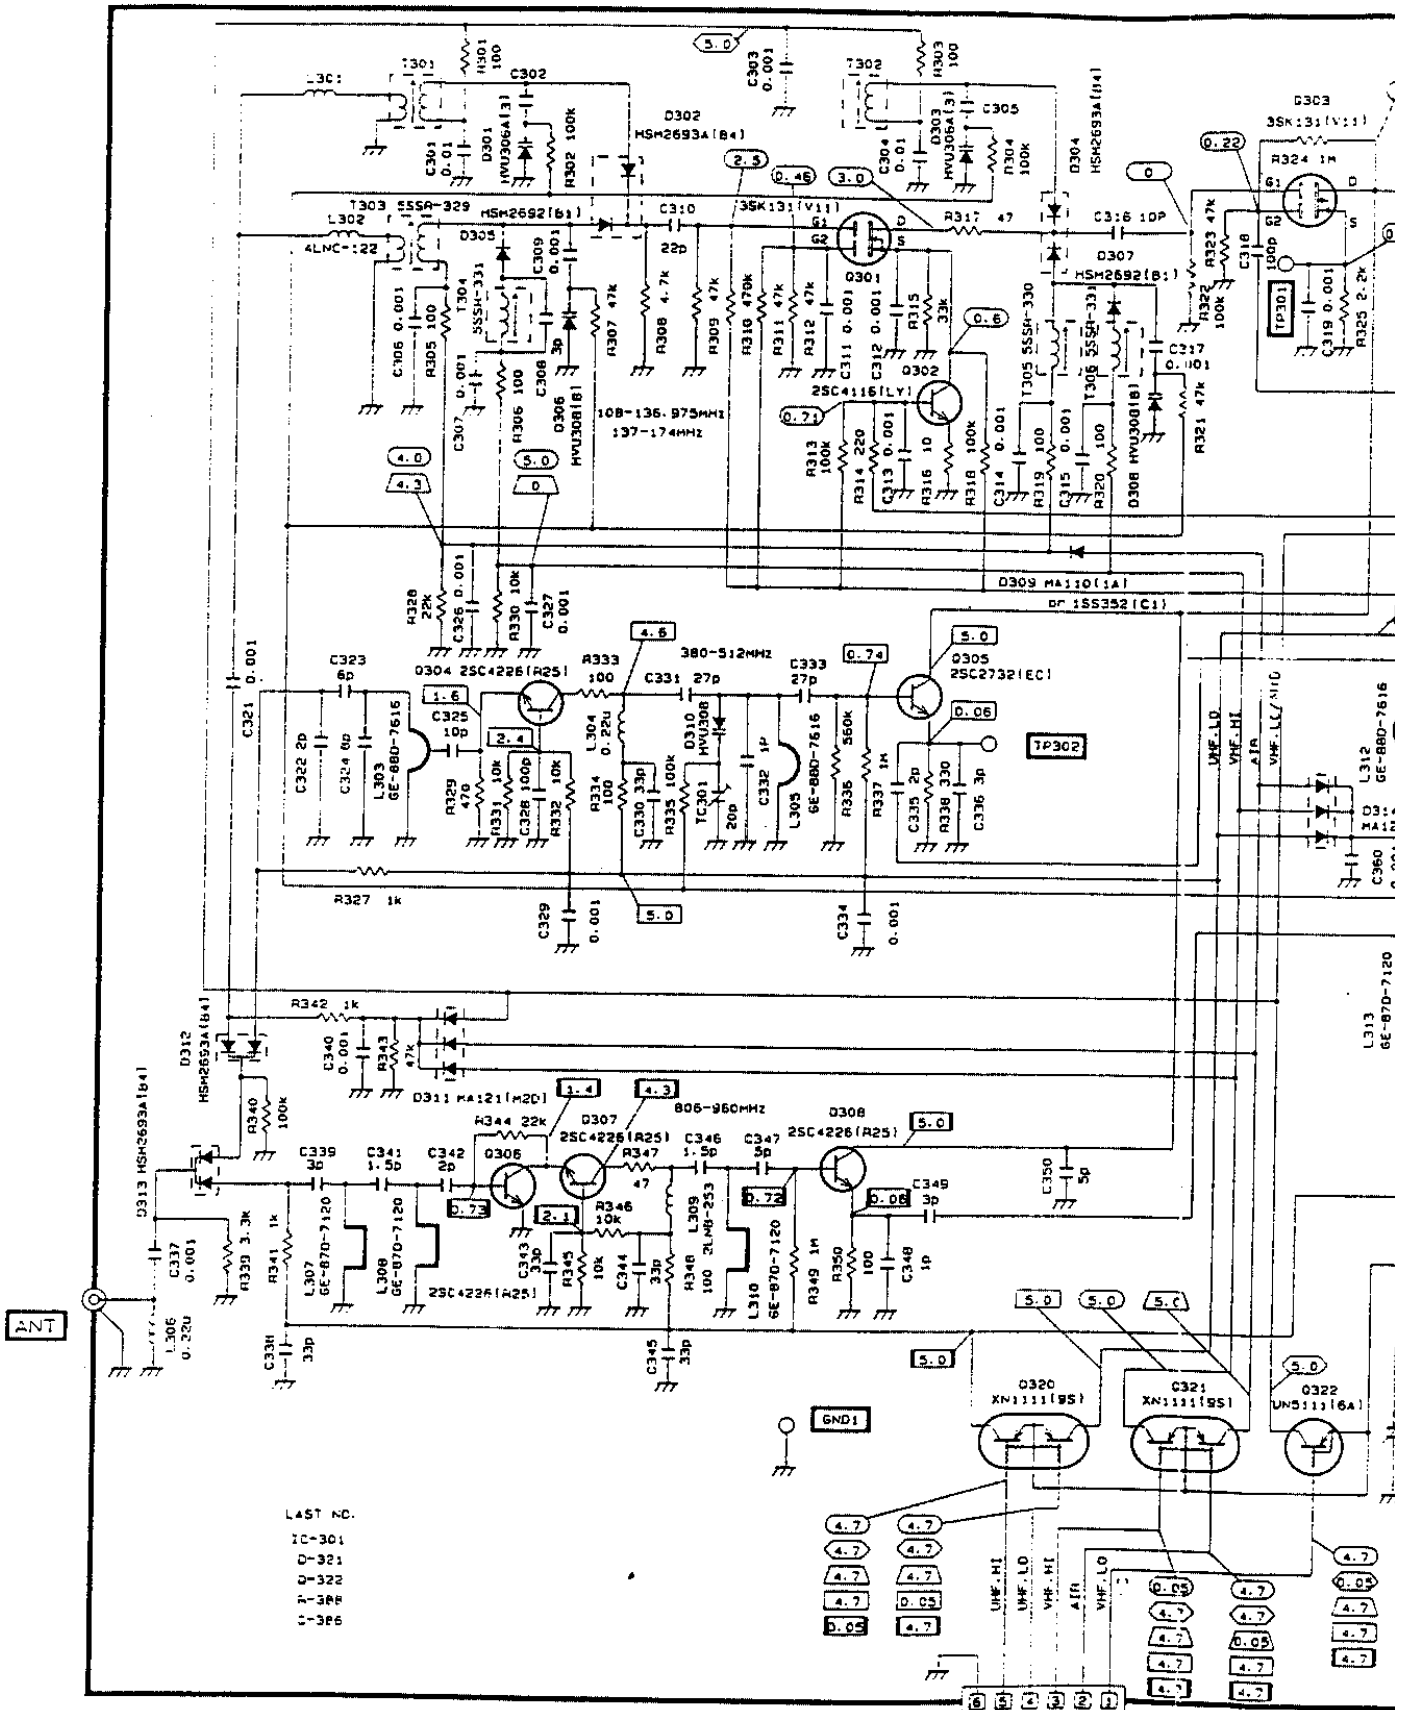 R301 100
5.0
C303 0.001
R303 100
L301
T301
C302
T302
C305
D302
HSM2693A(B4)
D301 HVU306A(3)
R302 100k
C301 0.01
C304 0.01
D303 HVU306A(3)
R304 100k
D304 HSM2693A(B4)
Q303
3SK131(V11)
0.22
R324 1M
G1
G2
D
S
2.5
0.46
3.0
0
T303 5SSR-329
L302
4LNC-122
HSM2692(B1)
D305
C309 0.001
C310
22p
3SK131(V11)
G1
G2
D
S
Q301
R317 47
C316 10P
D307
HSM2692(B1)
R322 100k
R323 47k
C318 100p
TP301
C319 0.001
R325 2.2k
T304 5SSR-331
C306 0.001
R305 100
C307 0.001
R306 100
C308 3p
D306 HVU308(B)
R307 47k
R308 4.7k
R309 47k
R310 470k
R311 47k
R312 47k
C311 0.001
C312 0.001
R315 33k
0.6
Q302
2SC4116(LY)
0.71
T305 5SSR-330
T306 5SSR-331
C317 0.001
R321 47k
108-136.975MHz
137-174MHz
R313 100k
R314 220
C313 0.001
R316 10
R318 100k
C314 0.001
R319 100
C315 0.001
R320 100
D308 HVU308(B)
4.0
4.3
5.0
0
R328 22k
C326 0.001
R330 10k
C327 0.001
D309 MA110(1A)
or 1SS352(C1)
C321 0.001
C323
6p
Q304 2SC4226(R25)
R333
100
4.6
380-512MHz
C331 27p
C333
27p
0.74
5.0
Q305
2SC2732(EC)
1.6
C325
10p
2.4
0.06
TP302
C322 2p
C324 8p
L303
GE-88D-7616
R329 470
R331 10k
C328 100p
R332 10k
L304 0.22u
R334 100
C330 33p
R335 100k
D310 HVU308
TC301
20p
C332 1P
L305
GE-88D-7616
R336 560k
R337 1M
C335 2p
R338 330
C336 3p
UHF.LO
VHF.HI
AIR
L312
GE-88D-7616
C360
R327 1k
C329
0.001
5.0
C334
0.001
L313
GE-87D-7120
D312
HSM2693A(B4)
R342 1k
C340 0.001
R343 47k
D311 MA121(M2D)
D313 HSM2693A(B4)
R340 100k
R344 22k
1.4
4.3
Q307
2SC4226(R25)
806-960MHz
Q308
2SC4226(R25)
5.0
C339
3p
C341
1.5p
C342
2p
Q306
0.73
R347
47
C346
1.5p
C347
5p
0.72
0.06
C349
3p
C350 5p
C337 0.001
R339 3.3k
R341 1k
L307
GE-87D-7120
L308
GE-87D-7120
2SC4226(R25)
2.1
R346
10k
C343 33p
R345 10k
C344 33p
L309
2LNB-253
R348 100
L310
GE-87D-7120
R349 1M
R350 100
C348 1p
ANT
L306 0.22u
C338 33p
C345 33p
5.0
5.0
5.0
5.0
5.0
GND1
Q320
XN1111(9S)
Q321
XN1111(9S)
Q322
UN5111(6A)
LAST NO.
IC-301
Q-321
D-322
R-388
C-386
4.7 4.7
4.7 4.7
4.7 4.7
4.7 0.05
0.05 4.7
UHF.HI
UHF.LO
VHF.HI
AIR
VHF.LO
0.05 4.7 4.7
4.7 4.7 0.05
4.7 0.05 4.7
4.7 4.7 4.7
4.7 4.7 4.7
6 5 4 3 2 1